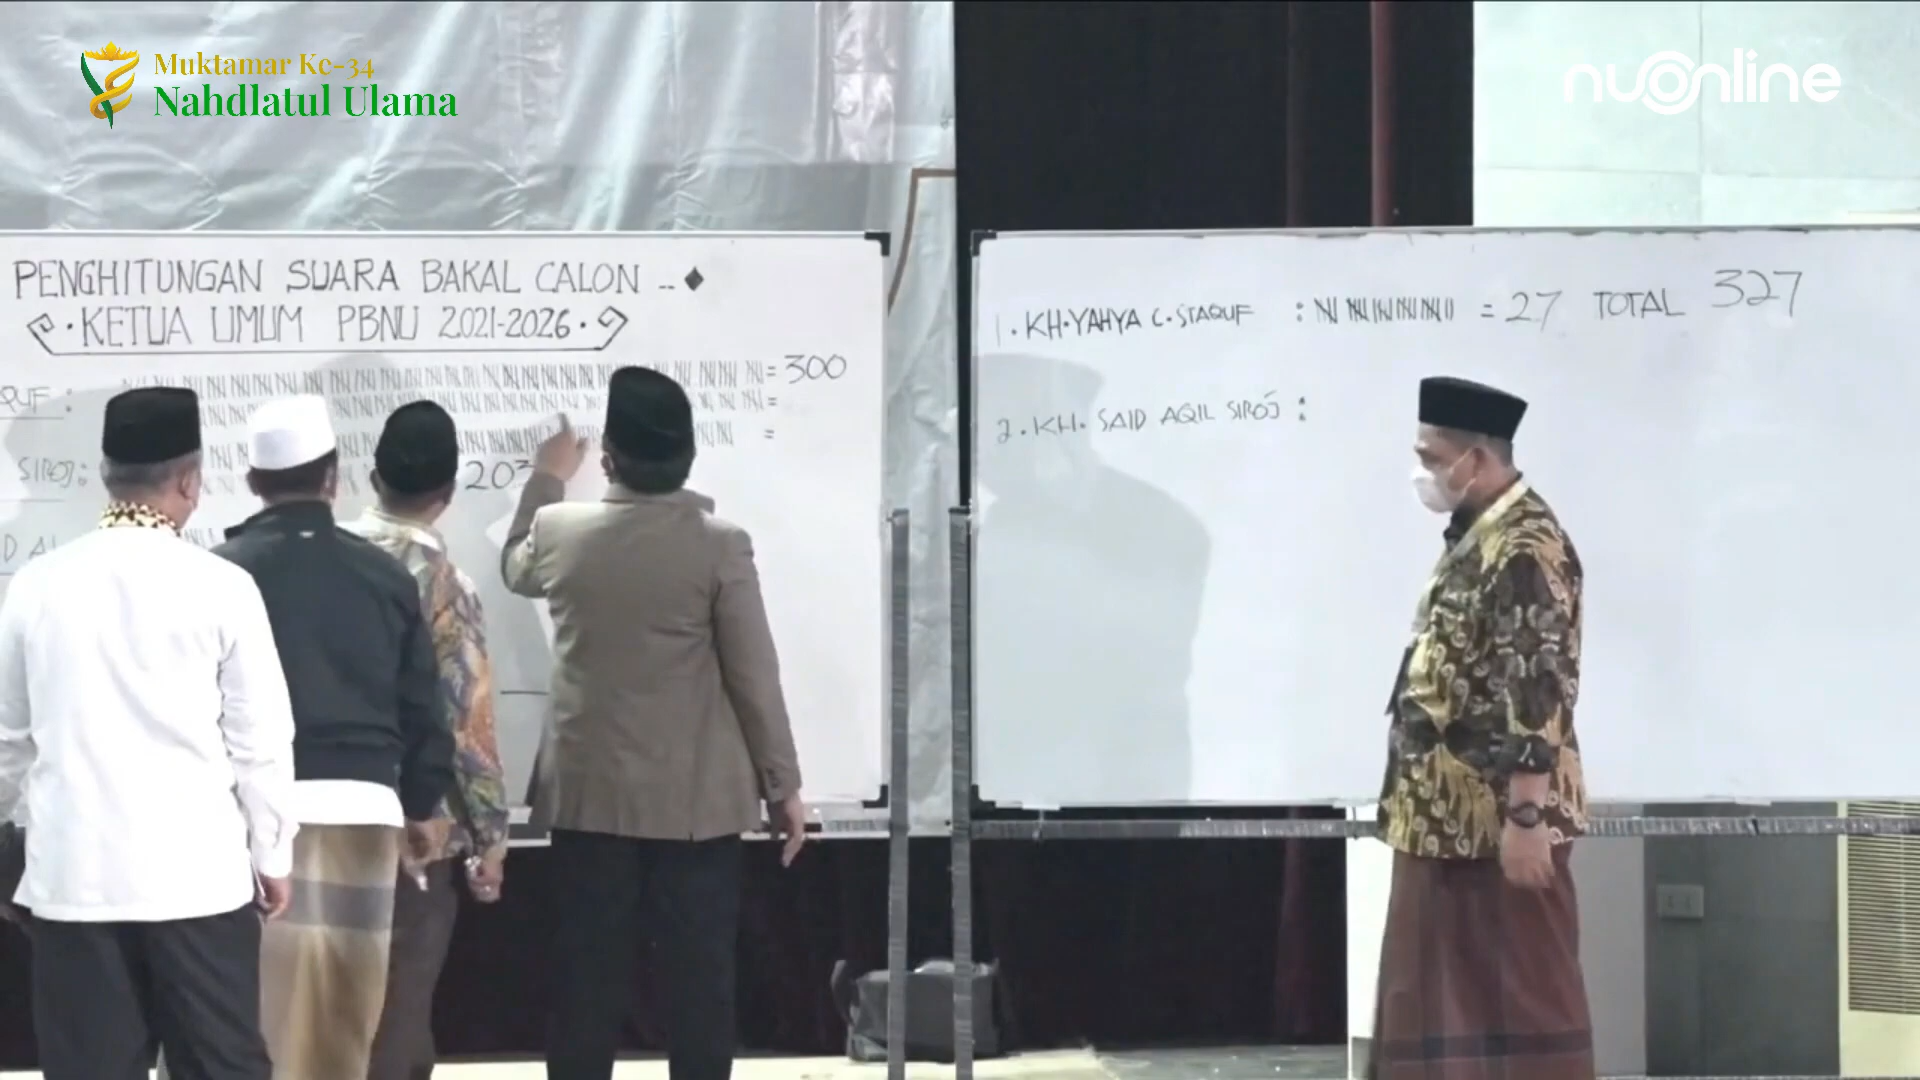 Muktamar Ke-34
Nahdlatul Ulama
nuonline
PENGHITUNGAN SUARA BAKAL CALON
KETUA UMUM PBNU 2021-2026
QUF : = 300
=
=
SIROJ : 203
D A
1. KH. YAHYA C. STAQUF : = 27 TOTAL 327
2. KH. SAID AQIL SIROJ :